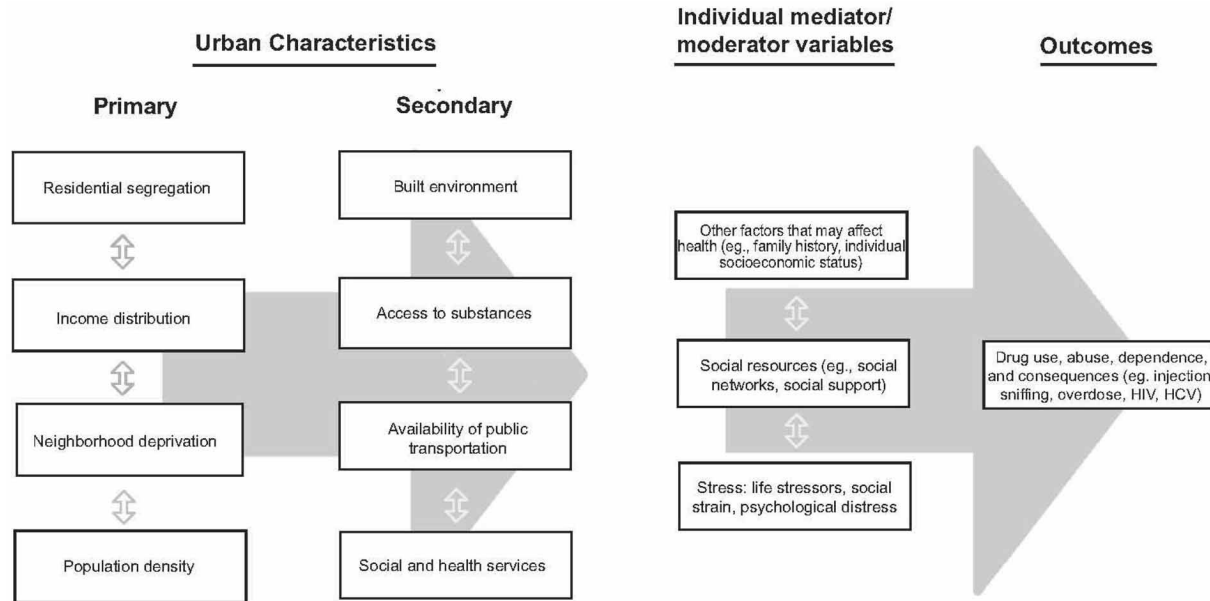 Urban Characteristics
Primary
Secondary
Residential segregation
Income distribution
Neighborhood deprivation
Population density
Built environment
Access to substances
Availability of public
transportation
Social and health services
Individual mediator/
moderator variables
Other factors that may affect
health (eg., family history, individual
socioeconomic status)
Social resources (eg., social
networks, social support)
Stress: life stressors, social
strain, psychological distress
Outcomes
Drug use, abuse, dependence,
and consequences (eg. injection,
sniffing, overdose, HIV, HCV)